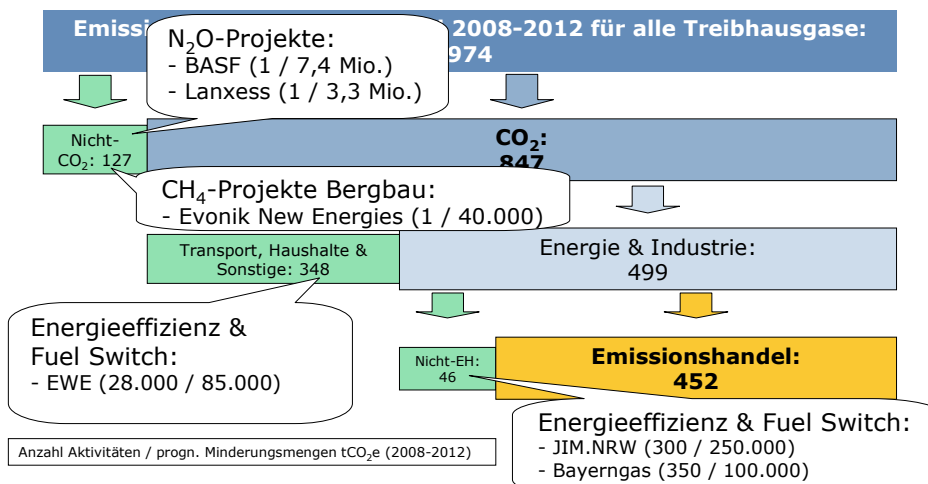 Emissi
l 2008-2012 für alle Treibhausgase:
974
N₂O-Projekte:
- BASF (1 / 7,4 Mio.)
- Lanxess (1 / 3,3 Mio.)
Nicht-
CO₂: 127
CO₂:
847
CH₄-Projekte Bergbau:
- Evonik New Energies (1 / 40.000)
Transport, Haushalte &
Sonstige: 348
Energie & Industrie:
499
Energieeffizienz &
Fuel Switch:
- EWE (28.000 / 85.000)
Nicht-EH:
46
Emissionshandel:
452
Energieeffizienz & Fuel Switch:
- JIM.NRW (300 / 250.000)
- Bayerngas (350 / 100.000)
Anzahl Aktivitäten / progn. Minderungsmengen tCO₂e (2008-2012)